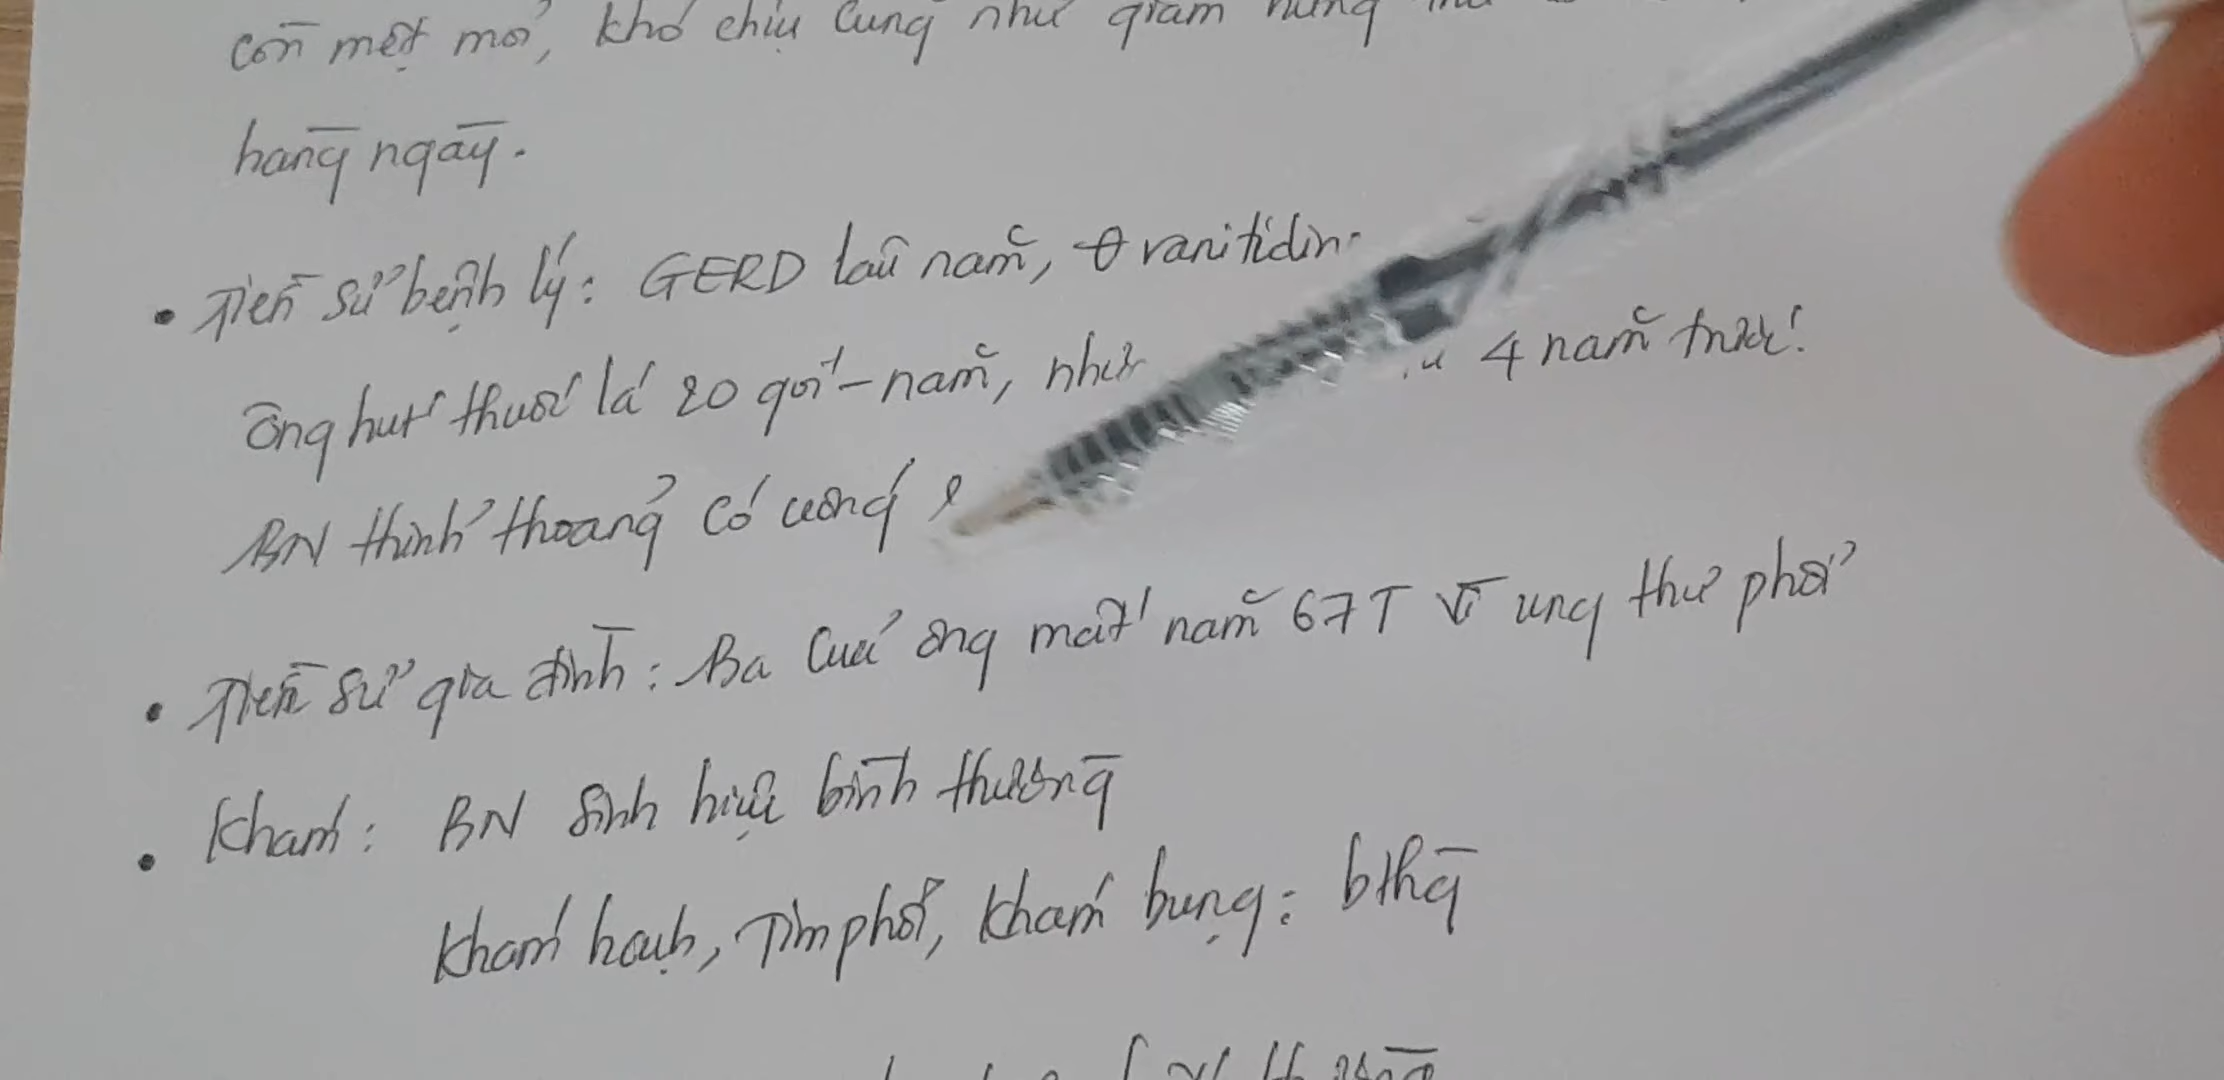 còn mệt mỏi, khó chịu cũng như giảm hứng
hàng ngày.
• Tiền sử bệnh lý: GERD lâu năm, θ ranitidin
Ông hút thuốc lá 20 gói-năm, 4 năm trước!
BN thỉnh thoảng có uống
• Tiền sử gia đình: Ba của ông mất năm 67T vì ung thư phổi
• Khám: BN sinh hiệu bình thường
Khám hạch, Tim phổi, Khám bụng: bthg